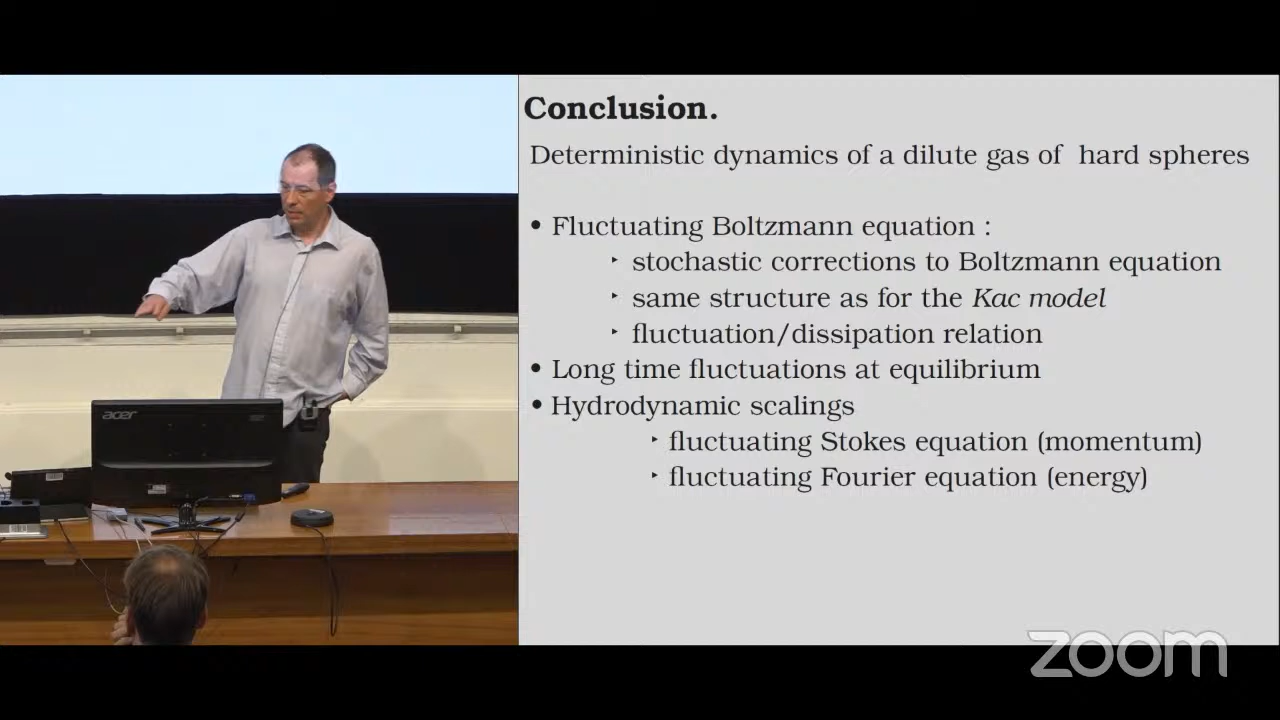 Conclusion.
Deterministic dynamics of a dilute gas of hard spheres
• Fluctuating Boltzmann equation :
‣ stochastic corrections to Boltzmann equation
‣ same structure as for the Kac model
‣ fluctuation/dissipation relation
• Long time fluctuations at equilibrium
• Hydrodynamic scalings
‣ fluctuating Stokes equation (momentum)
‣ fluctuating Fourier equation (energy)
acer
zoom